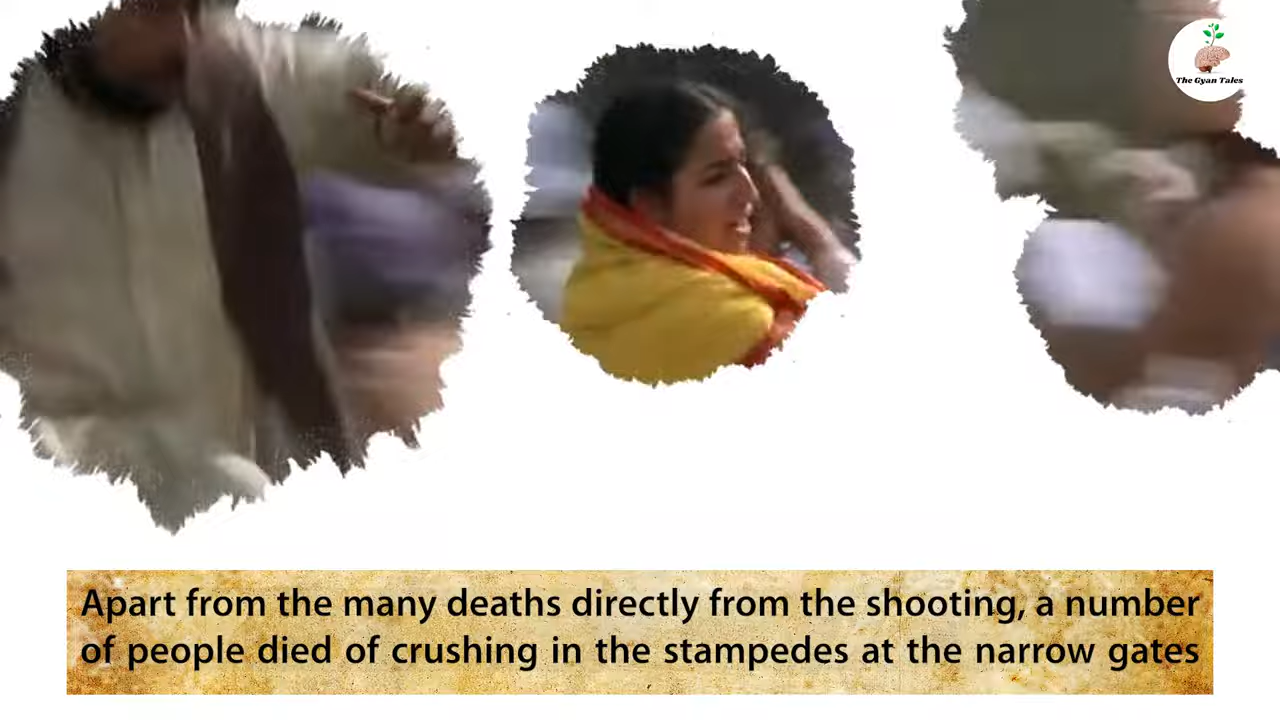 The Gyan Tales
Apart from the many deaths directly from the shooting, a number
of people died of crushing in the stampedes at the narrow gates